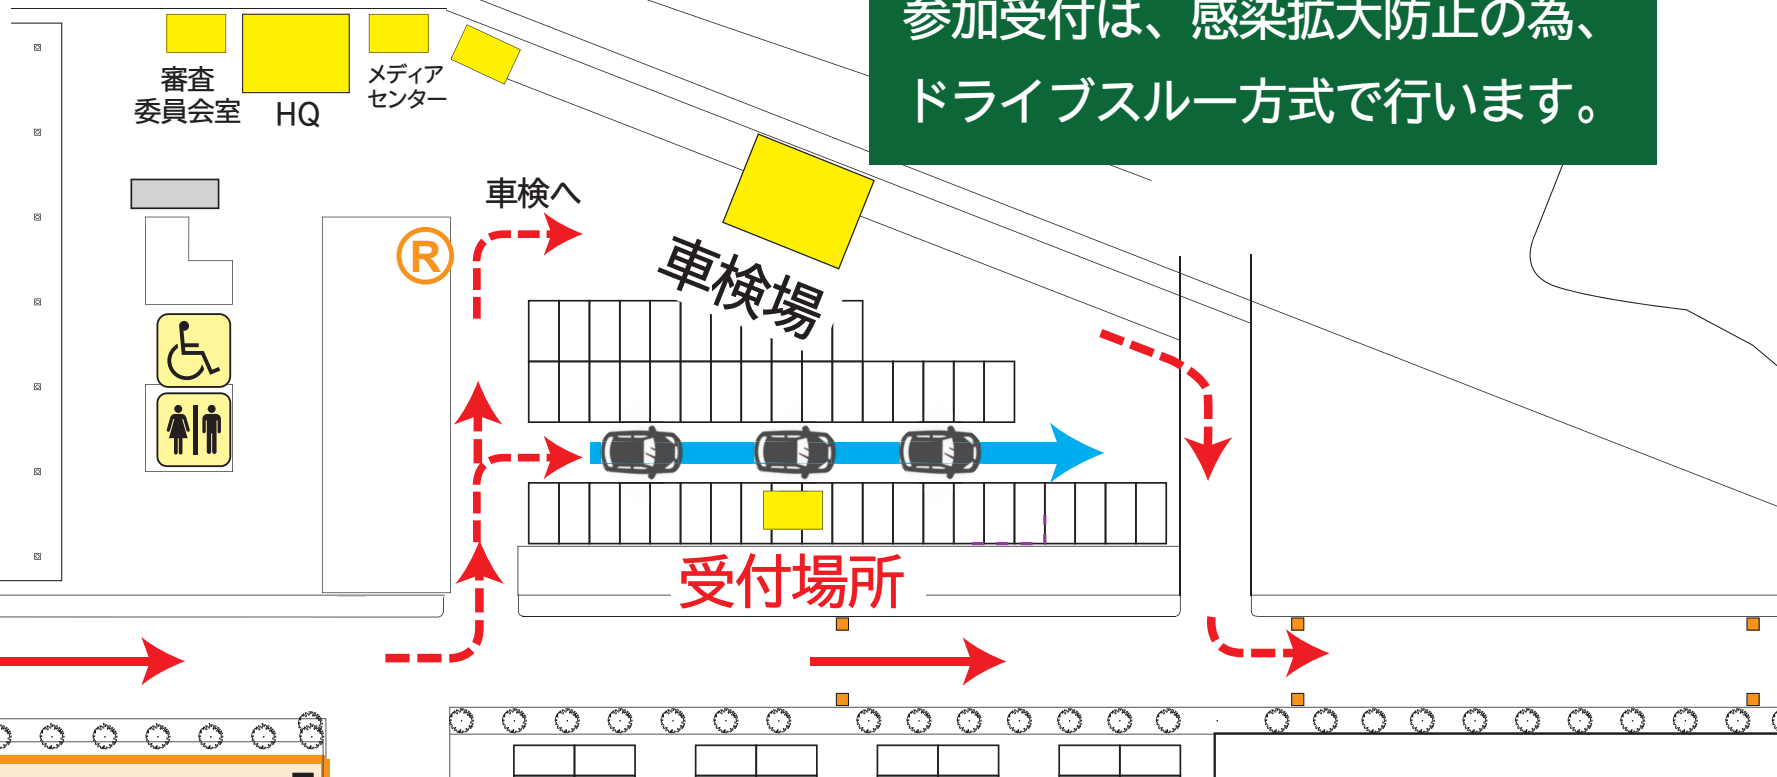 参加受付は、感染拡大防止の為、
ドライブスルー方式で行います。
審査
委員会室
HQ
メディア
センター
車検へ
R
車検場
受付場所